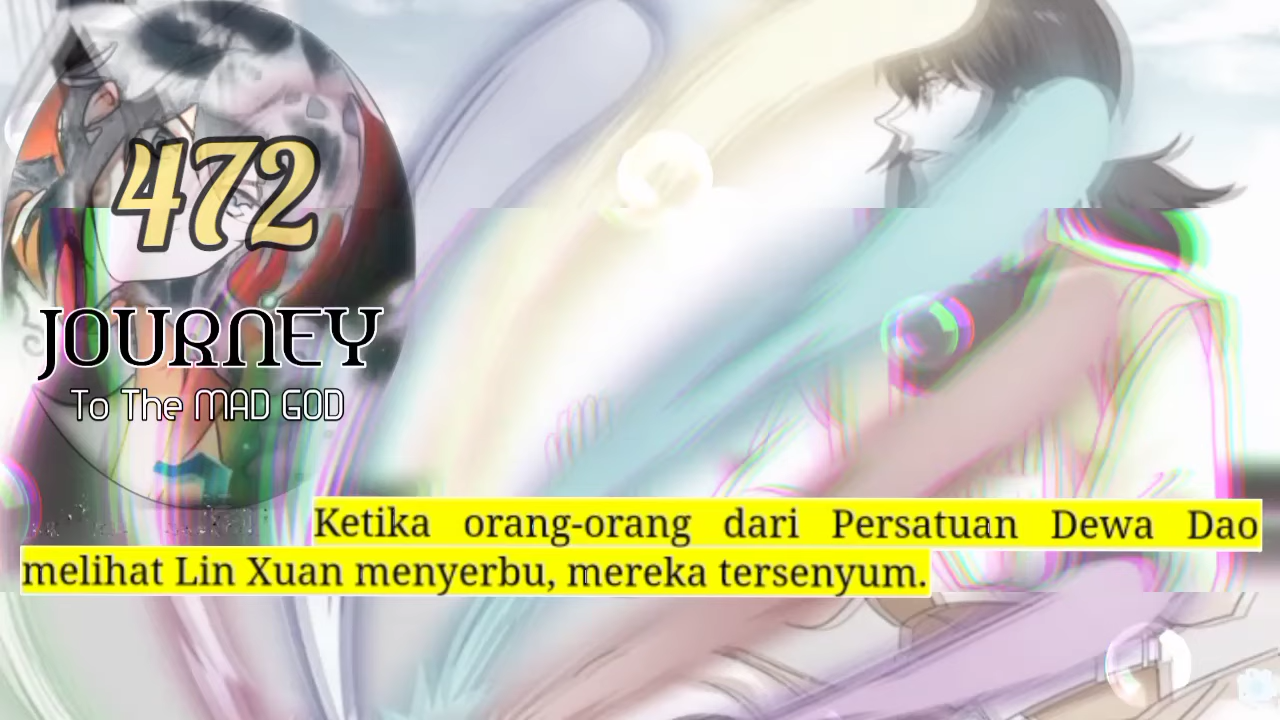 472
JOURNEY
To The MAD GOD
Ketika orang-orang dari Persatuan Dewa Dao
melihat Lin Xuan menyerbu, mereka tersenyum.